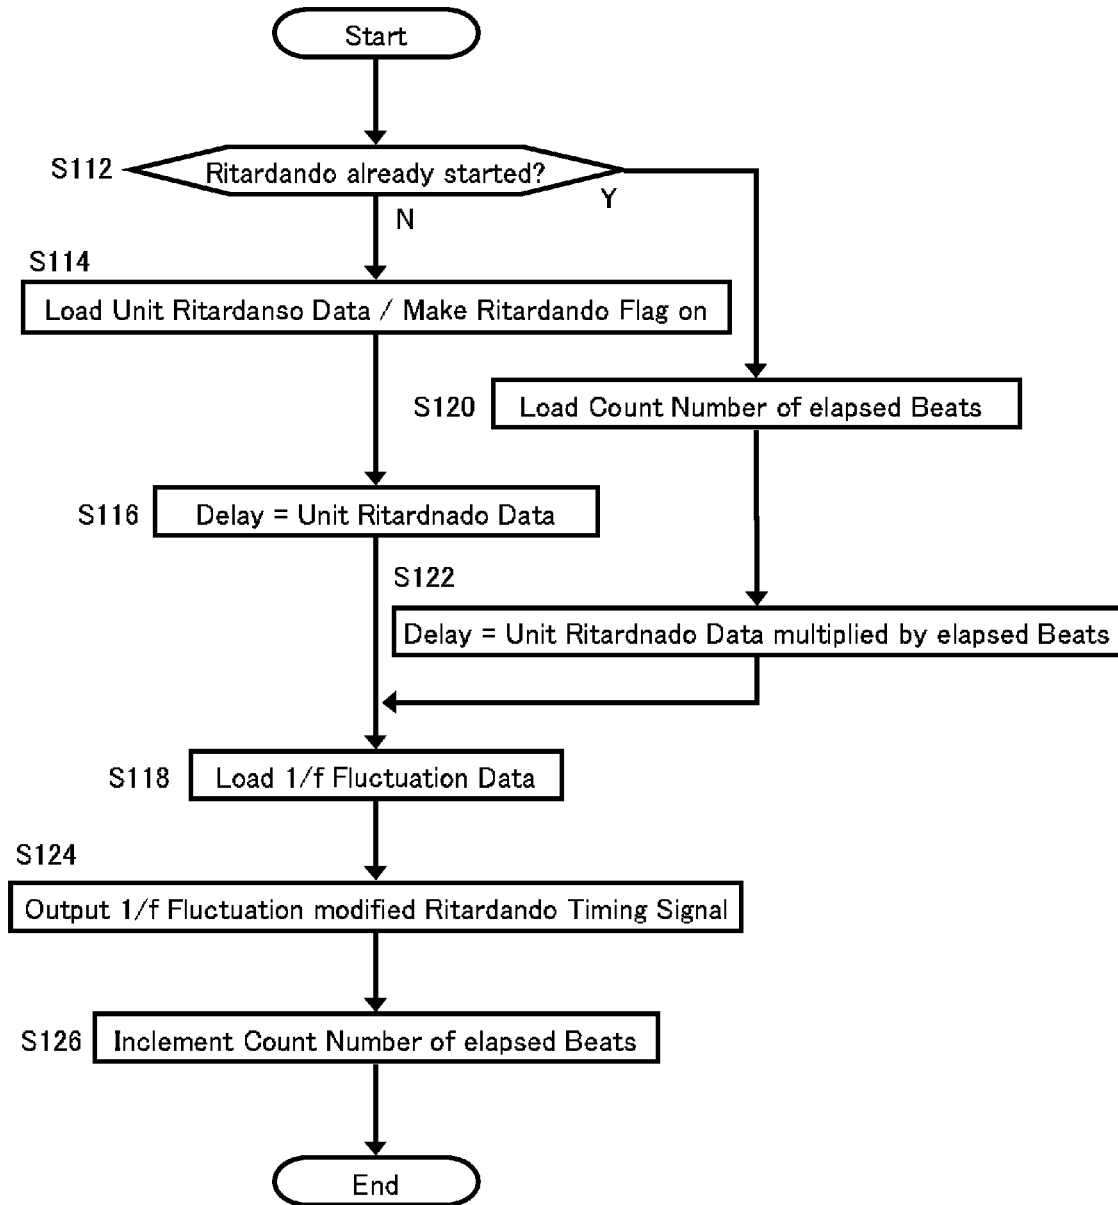 Start
S112
Ritardando already started?
Y
N
S114
Load Unit Ritardanso Data / Make Ritardando Flag on
S120
Load Count Number of elapsed Beats
S116
Delay = Unit Ritardnado Data
S122
Delay = Unit Ritardnado Data multiplied by elapsed Beats
S118
Load 1/f Fluctuation Data
S124
Output 1/f Fluctuation modified Ritardando Timing Signal
S126
Inclement Count Number of elapsed Beats
End